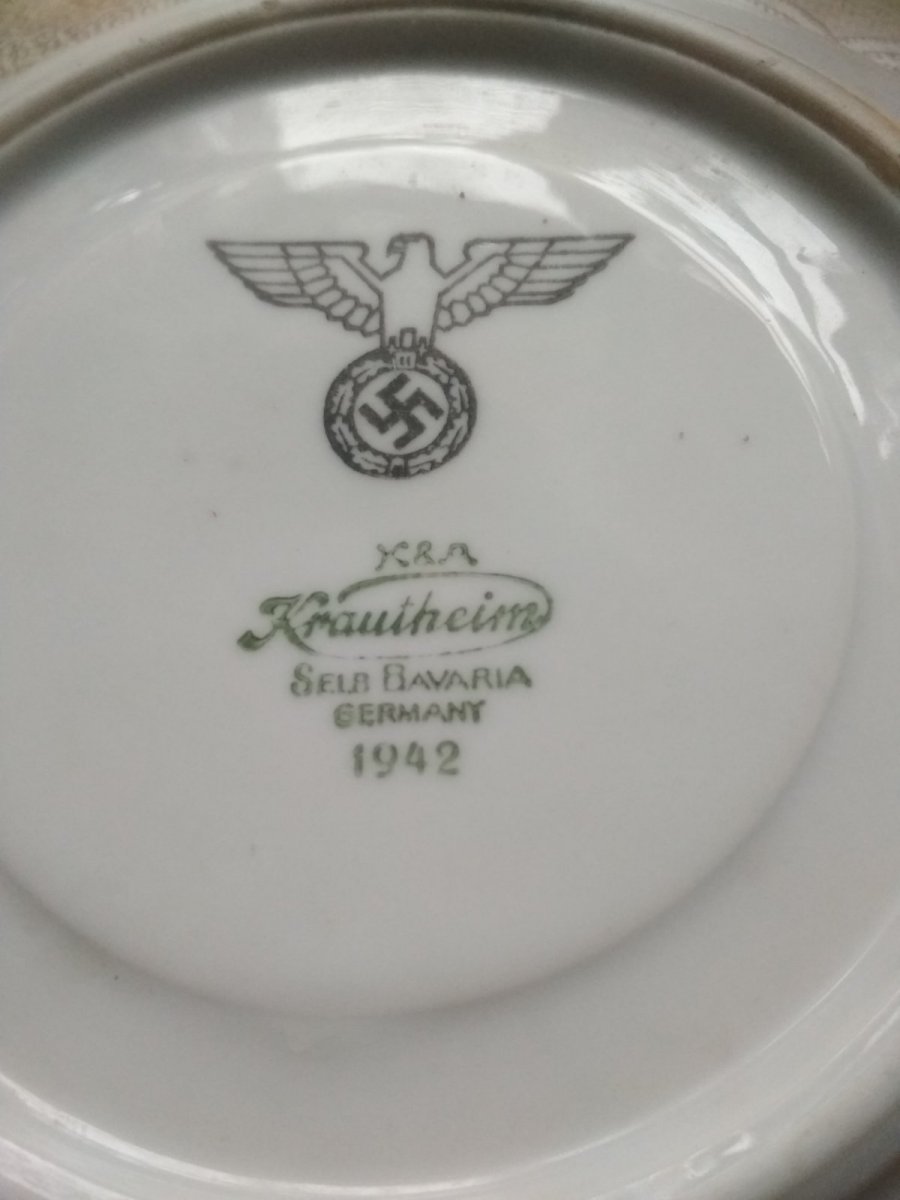 K&A
Krautheim
SELB BAVARIA
GERMANY
1942